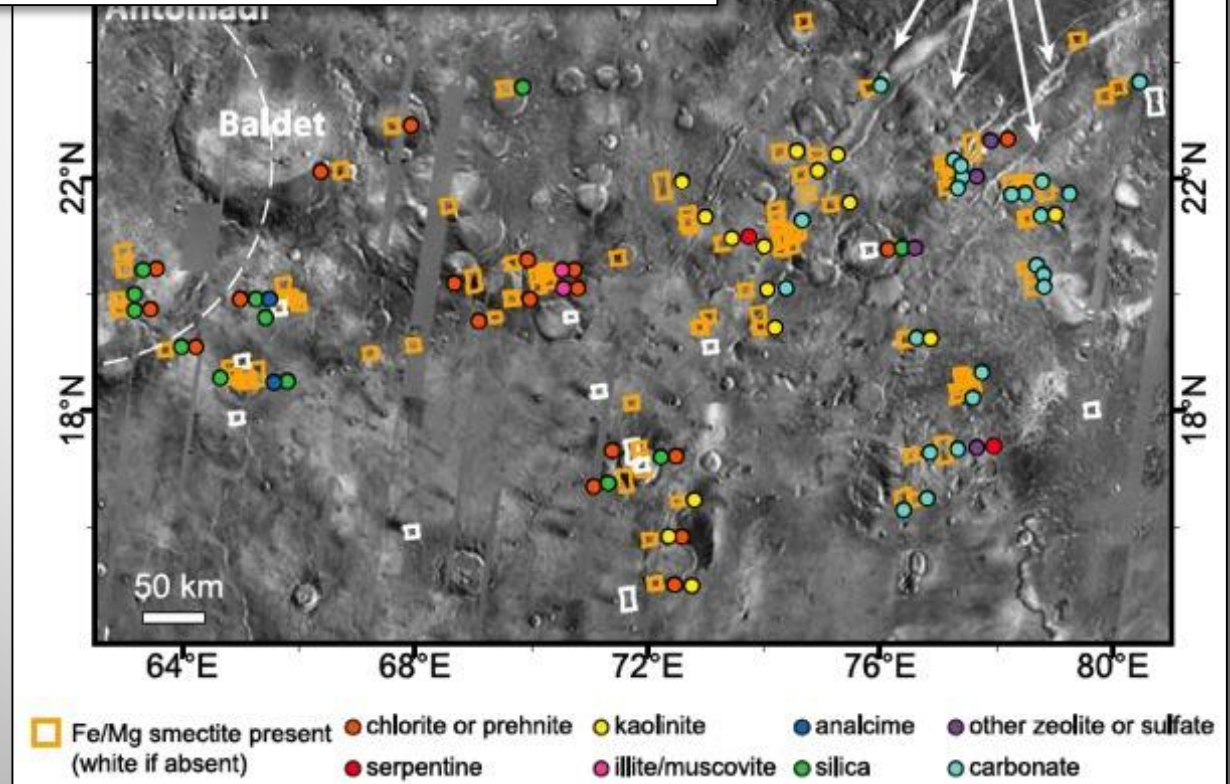 Antoniadi
Baldet
22°N
22°N
18°N
18°N
50 km
64°E 68°E 72°E 76°E 80°E
Fe/Mg smectite present
(white if absent)
chlorite or prehnite kaolinite analcime other zeolite or sulfate
serpentine illite/muscovite silica carbonate